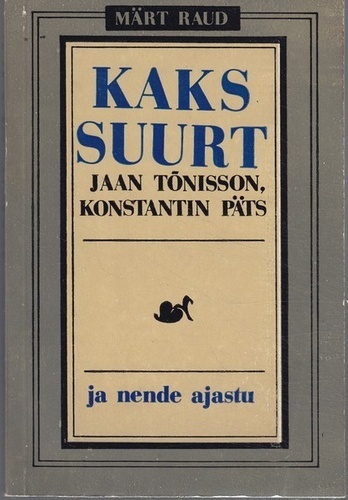 MÄRT RAUD
KAKS
SUURT
JAAN TÕNISSON,
KONSTANTIN PÄTS
ja nende ajastu